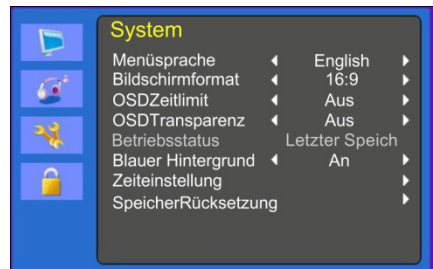 System
Menüsprache English
Bildschirmformat 16:9
OSDZeitlimit Aus
OSDTransparenz Aus
Betriebsstatus Letzter Speich
Blauer Hintergrund An
Zeiteinstellung
SpeicherRücksetzung